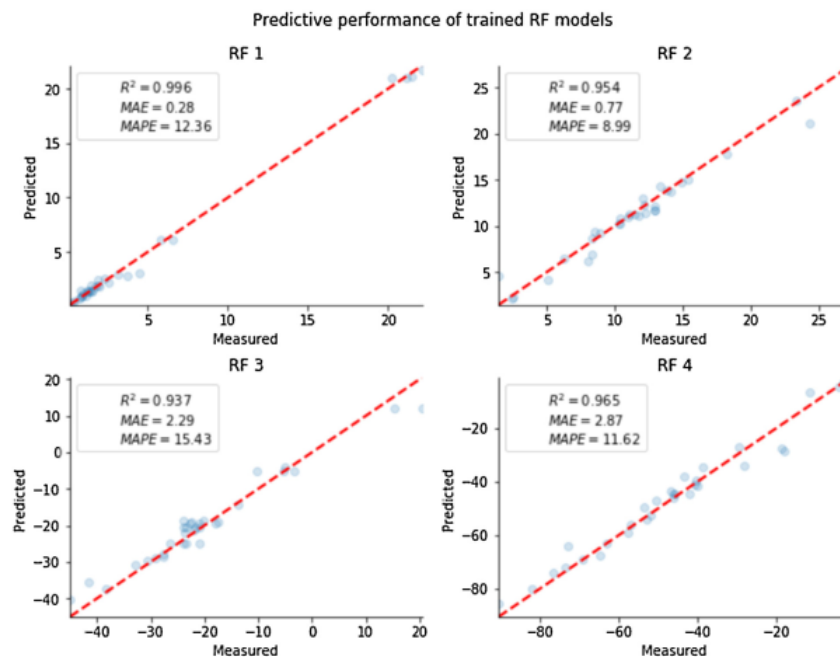 Predictive performance of trained RF models
RF 1
R² = 0.996
MAE = 0.28
MAPE = 12.36
Predicted
20
15
10
5
5
10
15
20
Measured
RF 2
R² = 0.954
MAE = 0.77
MAPE = 8.99
Predicted
25
20
15
10
5
5
10
15
20
25
Measured
RF 3
R² = 0.937
MAE = 2.29
MAPE = 15.43
Predicted
20
10
0
−10
−20
−30
−40
−40
−30
−20
−10
0
10
20
Measured
RF 4
R² = 0.965
MAE = 2.87
MAPE = 11.62
Predicted
−20
−40
−60
−80
−80
−60
−40
−20
Measured